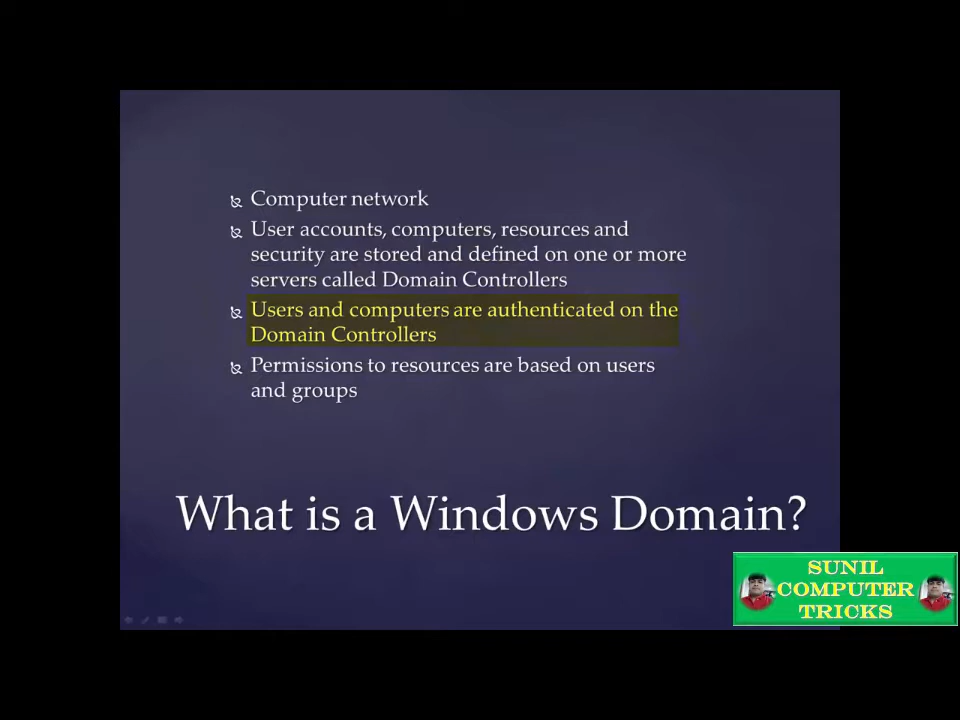 Computer network
User accounts, computers, resources and
security are stored and defined on one or more
servers called Domain Controllers
Users and computers are authenticated on the
Domain Controllers
Permissions to resources are based on users
and groups
What is a Windows Domain?
SUNIL
COMPUTER
TRICKS